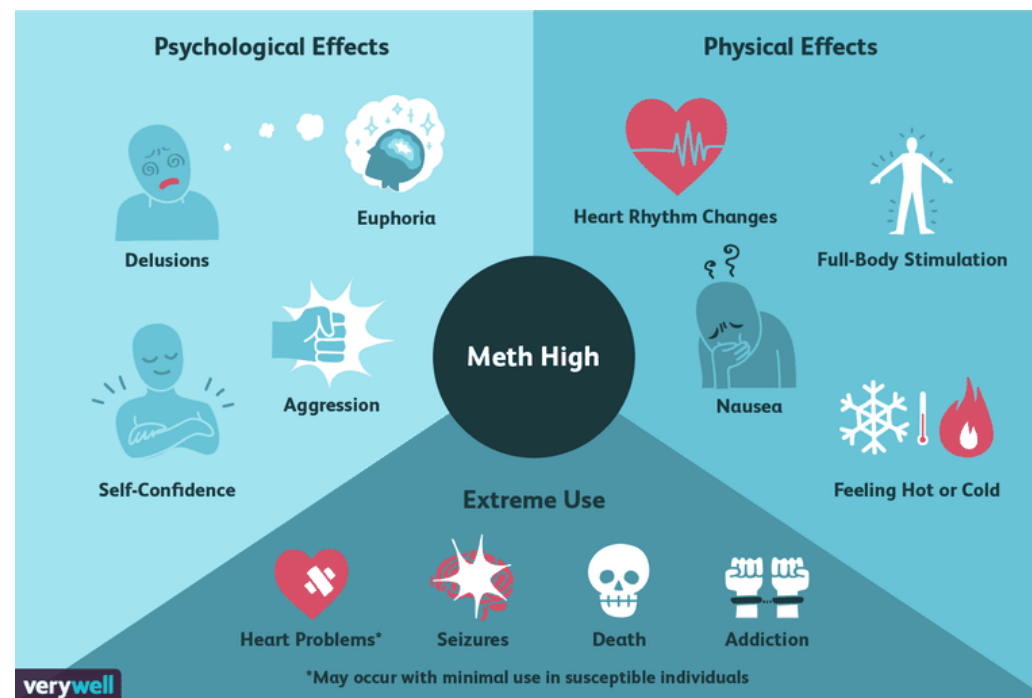 Psychological Effects
Delusions
Euphoria
Self-Confidence
Aggression
Physical Effects
Heart Rhythm Changes
Full-Body Stimulation
Nausea
Feeling Hot or Cold
Meth High
Extreme Use
Heart Problems*
Seizures
Death
Addiction
*May occur with minimal use in susceptible individuals
verywell